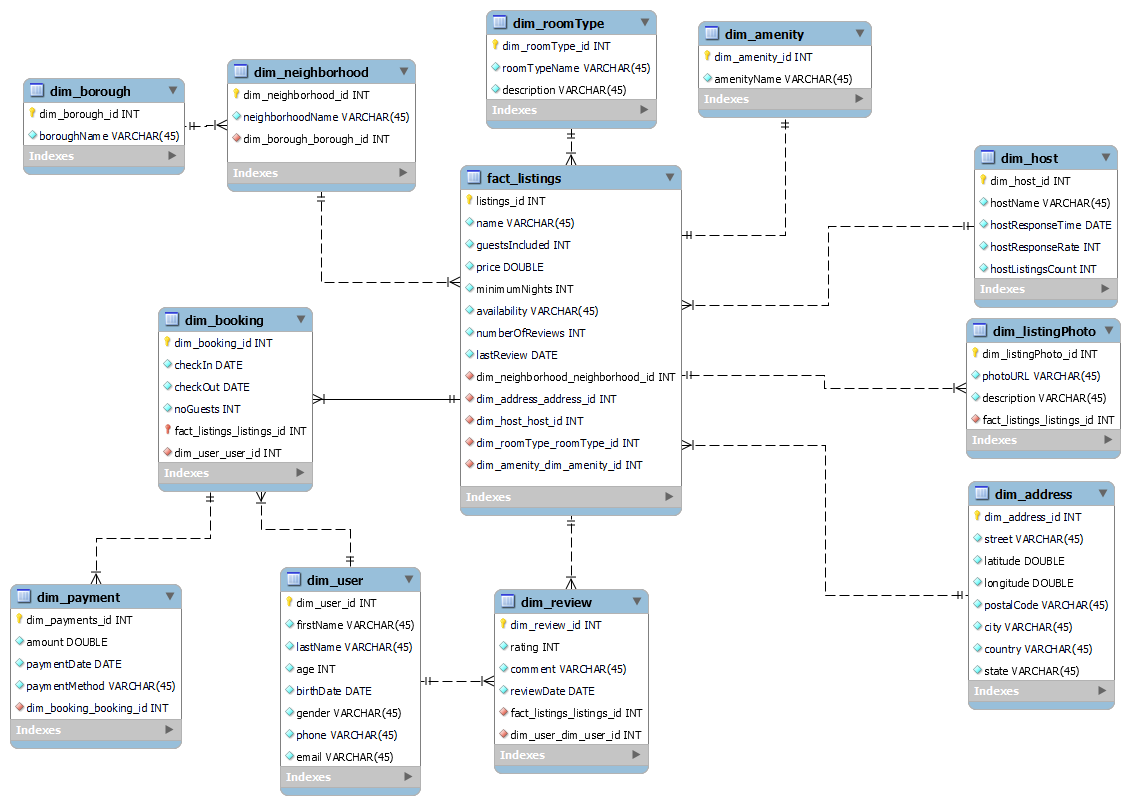 dim_roomType
dim_roomType_id INT
roomTypeName VARCHAR(45)
description VARCHAR(45)
Indexes
dim_amenity
dim_amenity_id INT
amenityName VARCHAR(45)
Indexes
dim_borough
dim_borough_id INT
boroughName VARCHAR(45)
Indexes
dim_neighborhood
dim_neighborhood_id INT
neighborhoodName VARCHAR(45)
dim_borough_borough_id INT
Indexes
fact_listings
listings_id INT
name VARCHAR(45)
guestsIncluded INT
price DOUBLE
minimumNights INT
availability VARCHAR(45)
numberOfReviews INT
lastReview DATE
dim_neighborhood_neighborhood_id INT
dim_address_address_id INT
dim_host_host_id INT
dim_roomType_roomType_id INT
dim_amenity_dim_amenity_id INT
Indexes
dim_host
dim_host_id INT
hostName VARCHAR(45)
hostResponseTime DATE
hostResponseRate INT
hostListingsCount INT
Indexes
dim_booking
dim_booking_id INT
checkIn DATE
checkOut DATE
noGuests INT
fact_listings_listings_id INT
dim_user_user_id INT
Indexes
dim_listingPhoto
dim_listingPhoto_id INT
photoURL VARCHAR(45)
description VARCHAR(45)
fact_listings_listings_id INT
Indexes
dim_address
dim_address_id INT
street VARCHAR(45)
latitude DOUBLE
longitude DOUBLE
postalCode VARCHAR(45)
city VARCHAR(45)
country VARCHAR(45)
state VARCHAR(45)
Indexes
dim_payment
dim_payments_id INT
amount DOUBLE
paymentDate DATE
paymentMethod VARCHAR(45)
dim_booking_booking_id INT
Indexes
dim_user
dim_user_id INT
firstName VARCHAR(45)
lastName VARCHAR(45)
age INT
birthDate DATE
gender VARCHAR(45)
phone VARCHAR(45)
email VARCHAR(45)
Indexes
dim_review
dim_review_id INT
rating INT
comment VARCHAR(45)
reviewDate DATE
fact_listings_listings_id INT
dim_user_dim_user_id INT
Indexes